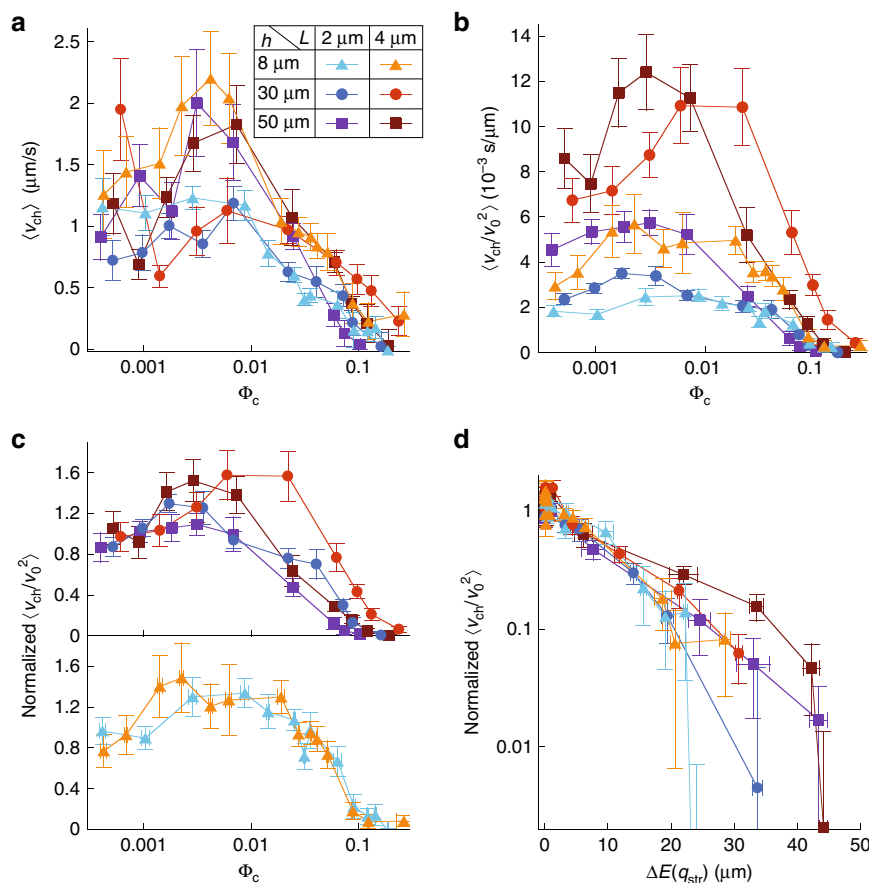 a
h L 2 μm 4 μm
8 μm
30 μm
50 μm
2.5
2
1.5
1
0.5
0
⟨v_ch⟩ (μm/s)
0.001 0.01 0.1
Φ_c
b
14
12
10
8
6
4
2
0
⟨v_ch/v_0^2⟩ (10^−3 s/μm)
0.001 0.01 0.1
Φ_c
c
1.6
1.2
0.8
0.4
0
1.6
1.2
0.8
0.4
0
Normalized ⟨v_ch/v_0^2⟩
0.001 0.01 0.1
Φ_c
d
1
0.1
0.01
Normalized ⟨v_ch/v_0^2⟩
0 10 20 30 40 50
ΔE(q_str) (μm)